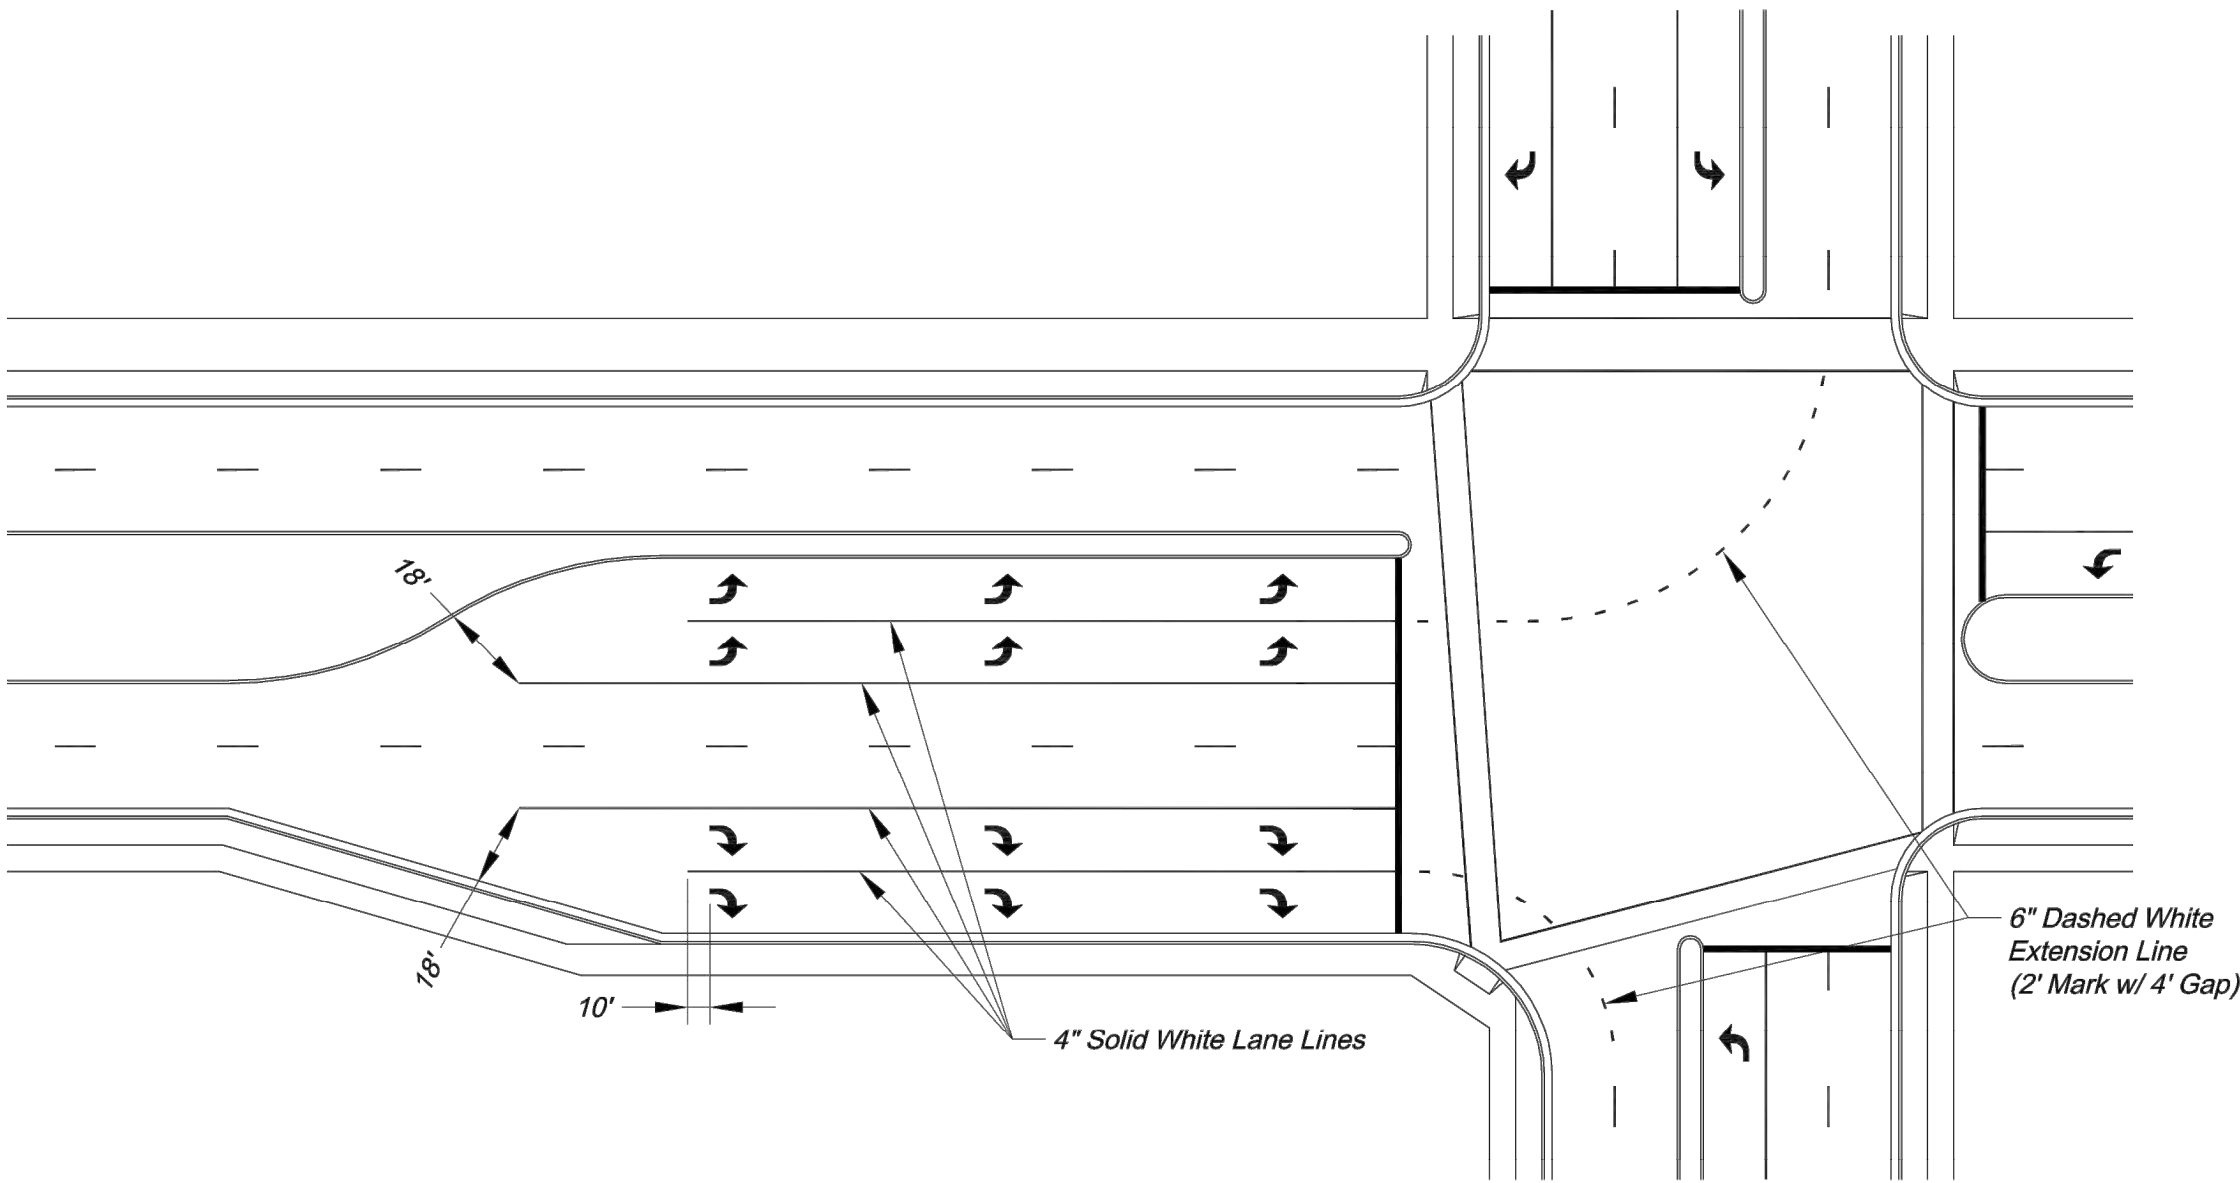 18'
18'
10'
4" Solid White Lane Lines
6" Dashed White
Extension Line
(2' Mark w/ 4' Gap)